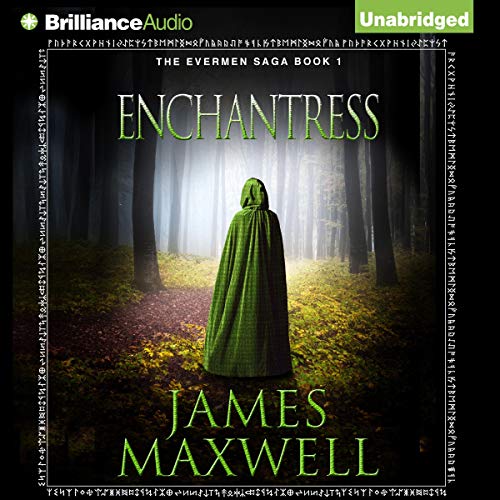 BrillianceAudio
Unabridged
THE EVERMEN SAGA BOOK 1
ENCHANTRESS
JAMES
MAXWELL